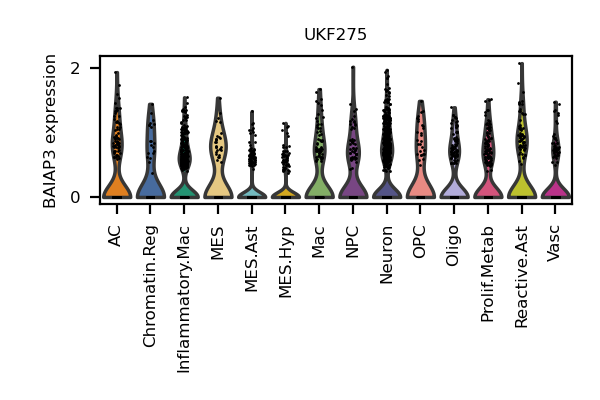 UKF275
BAIAP3 expression
2
0
AC
Chromatin.Reg
Inflammatory.Mac
MES
MES.Ast
MES.Hyp
Mac
NPC
Neuron
OPC
Oligo
Prolif.Metab
Reactive.Ast
Vasc